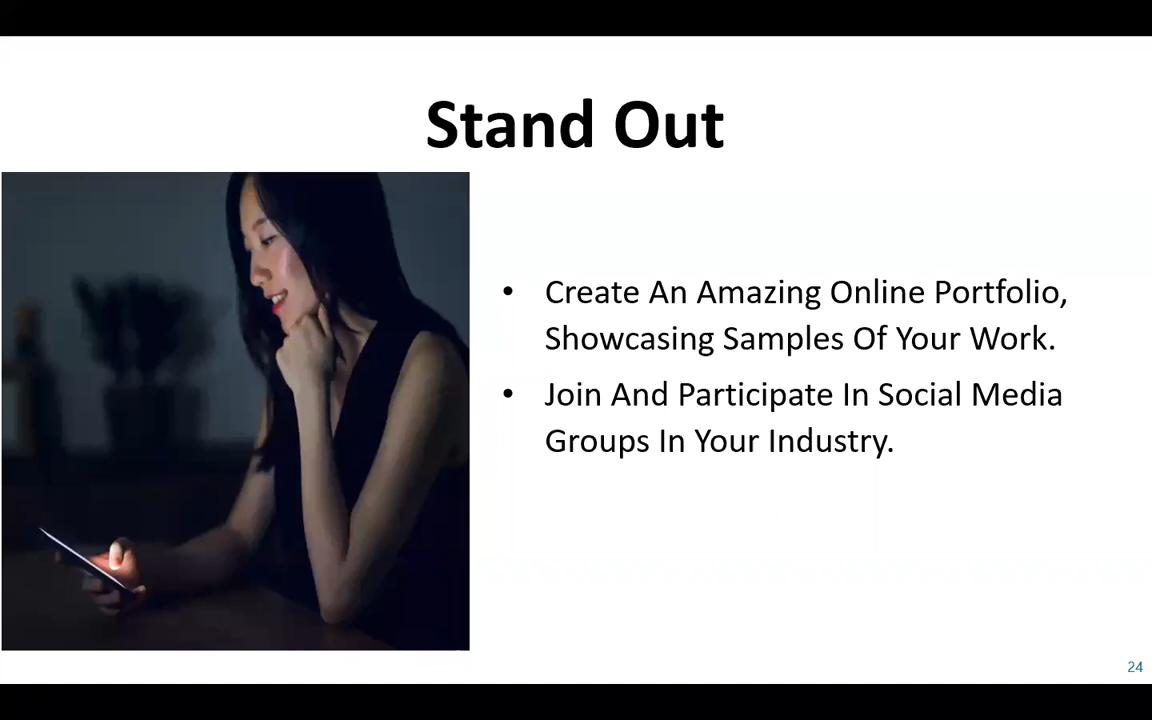 Stand Out
• Create An Amazing Online Portfolio,
Showcasing Samples Of Your Work.
• Join And Participate In Social Media
Groups In Your Industry.
24